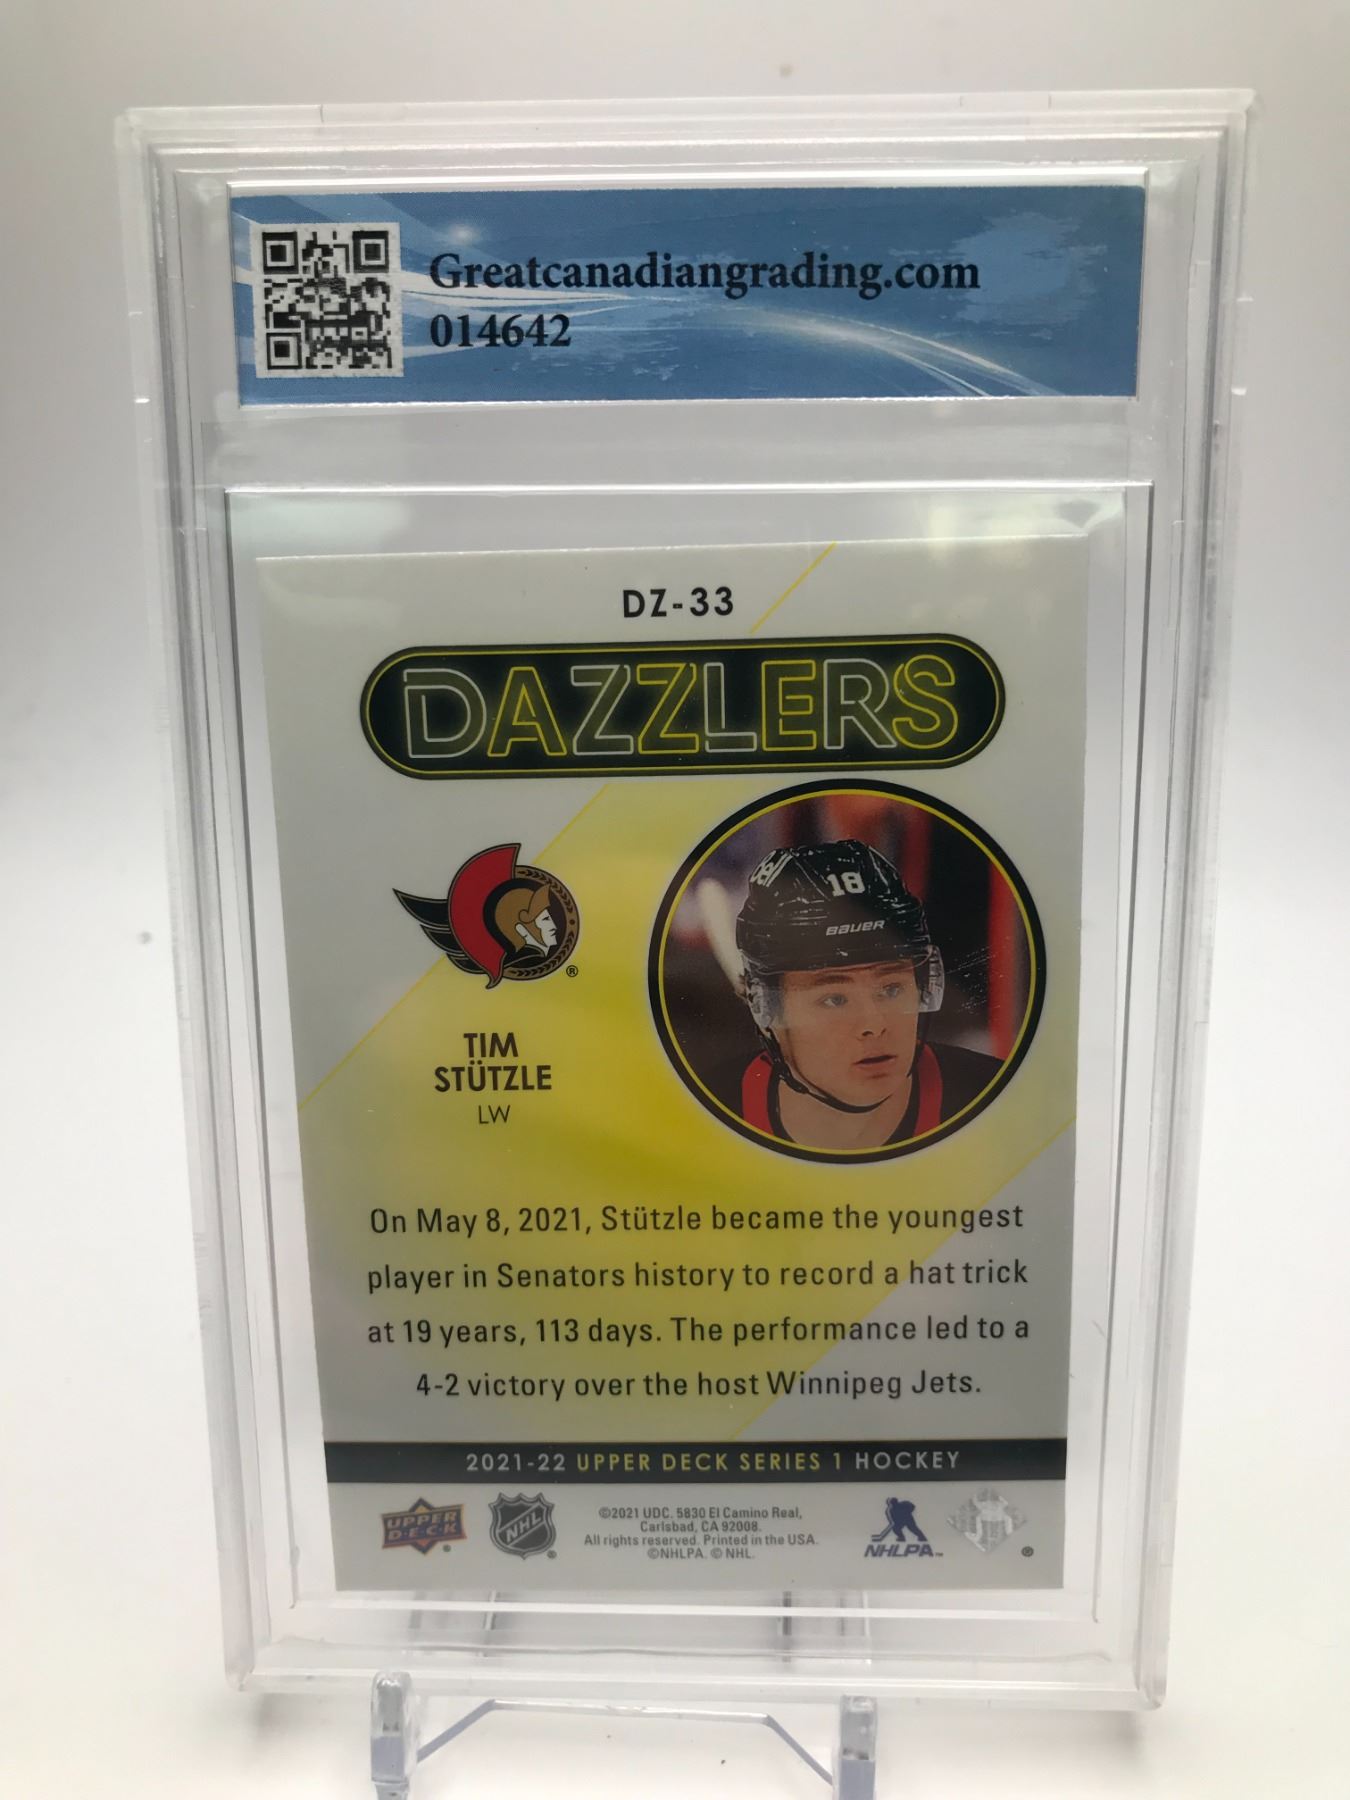 Greatcanadiangrading.com
014642
DZ-33
DAZZLERS
18
BAUER
®
TIM
STÜTZLE
LW
On May 8, 2021, Stützle became the youngest
player in Senators history to record a hat trick
at 19 years, 113 days. The performance led to a
4-2 victory over the host Winnipeg Jets.
2021-22 UPPER DECK SERIES 1 HOCKEY
UPPER
D·E·C·K
®
NHL
®
©2021 UDC. 5830 El Camino Real,
Carlsbad, CA 92008.
All rights reserved. Printed in the USA.
©NHLPA. © NHL.
NHLPA™
®